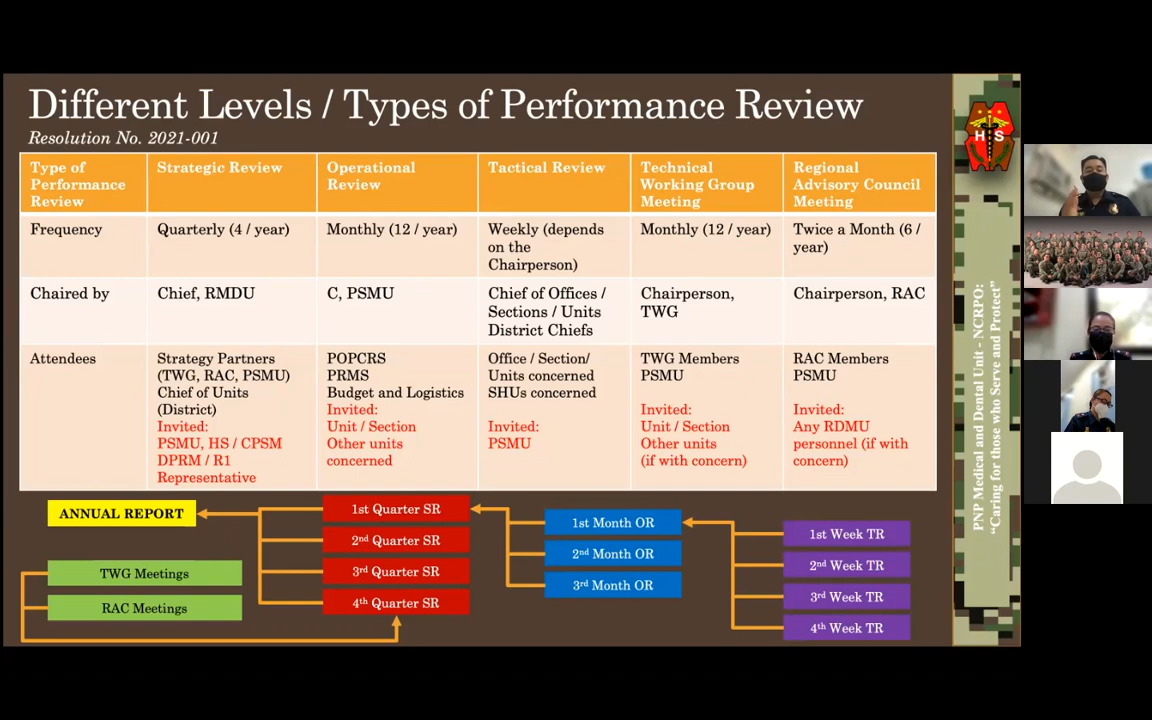 Different Levels / Types of Performance Review
Resolution No. 2021-001
Type of
Performance
Review
Strategic Review
Operational
Review
Tactical Review
Technical
Working Group
Meeting
Regional
Advisory Council
Meeting
Frequency
Quarterly (4 / year)
Monthly (12 / year)
Weekly (depends
on the
Chairperson)
Monthly (12 / year)
Twice a Month (6 /
year)
Chaired by
Chief, RMDU
C, PSMU
Chief of Offices /
Sections / Units
District Chiefs
Chairperson,
TWG
Chairperson, RAC
Attendees
Strategy Partners
(TWG, RAC, PSMU)
Chief of Units
(District)
Invited:
PSMU, HS / CPSM
DPRM / R1
Representative
POPCRS
PRMS
Budget and Logistics
Invited:
Unit / Section
Other units
concerned
Office / Section/
Units concerned
SHUs concerned
Invited:
PSMU
TWG Members
PSMU
Invited:
Unit / Section
Other units
(if with concern)
RAC Members
PSMU
Invited:
Any RDMU
personnel (if with
concern)
ANNUAL REPORT
TWG Meetings
RAC Meetings
1st Quarter SR
2nd Quarter SR
3rd Quarter SR
4th Quarter SR
1st Month OR
2nd Month OR
3rd Month OR
1st Week TR
2nd Week TR
3rd Week TR
4th Week TR
H S
PNP Medical and Dental Unit - NCRPO:
"Caring for those who Serve and Protect"